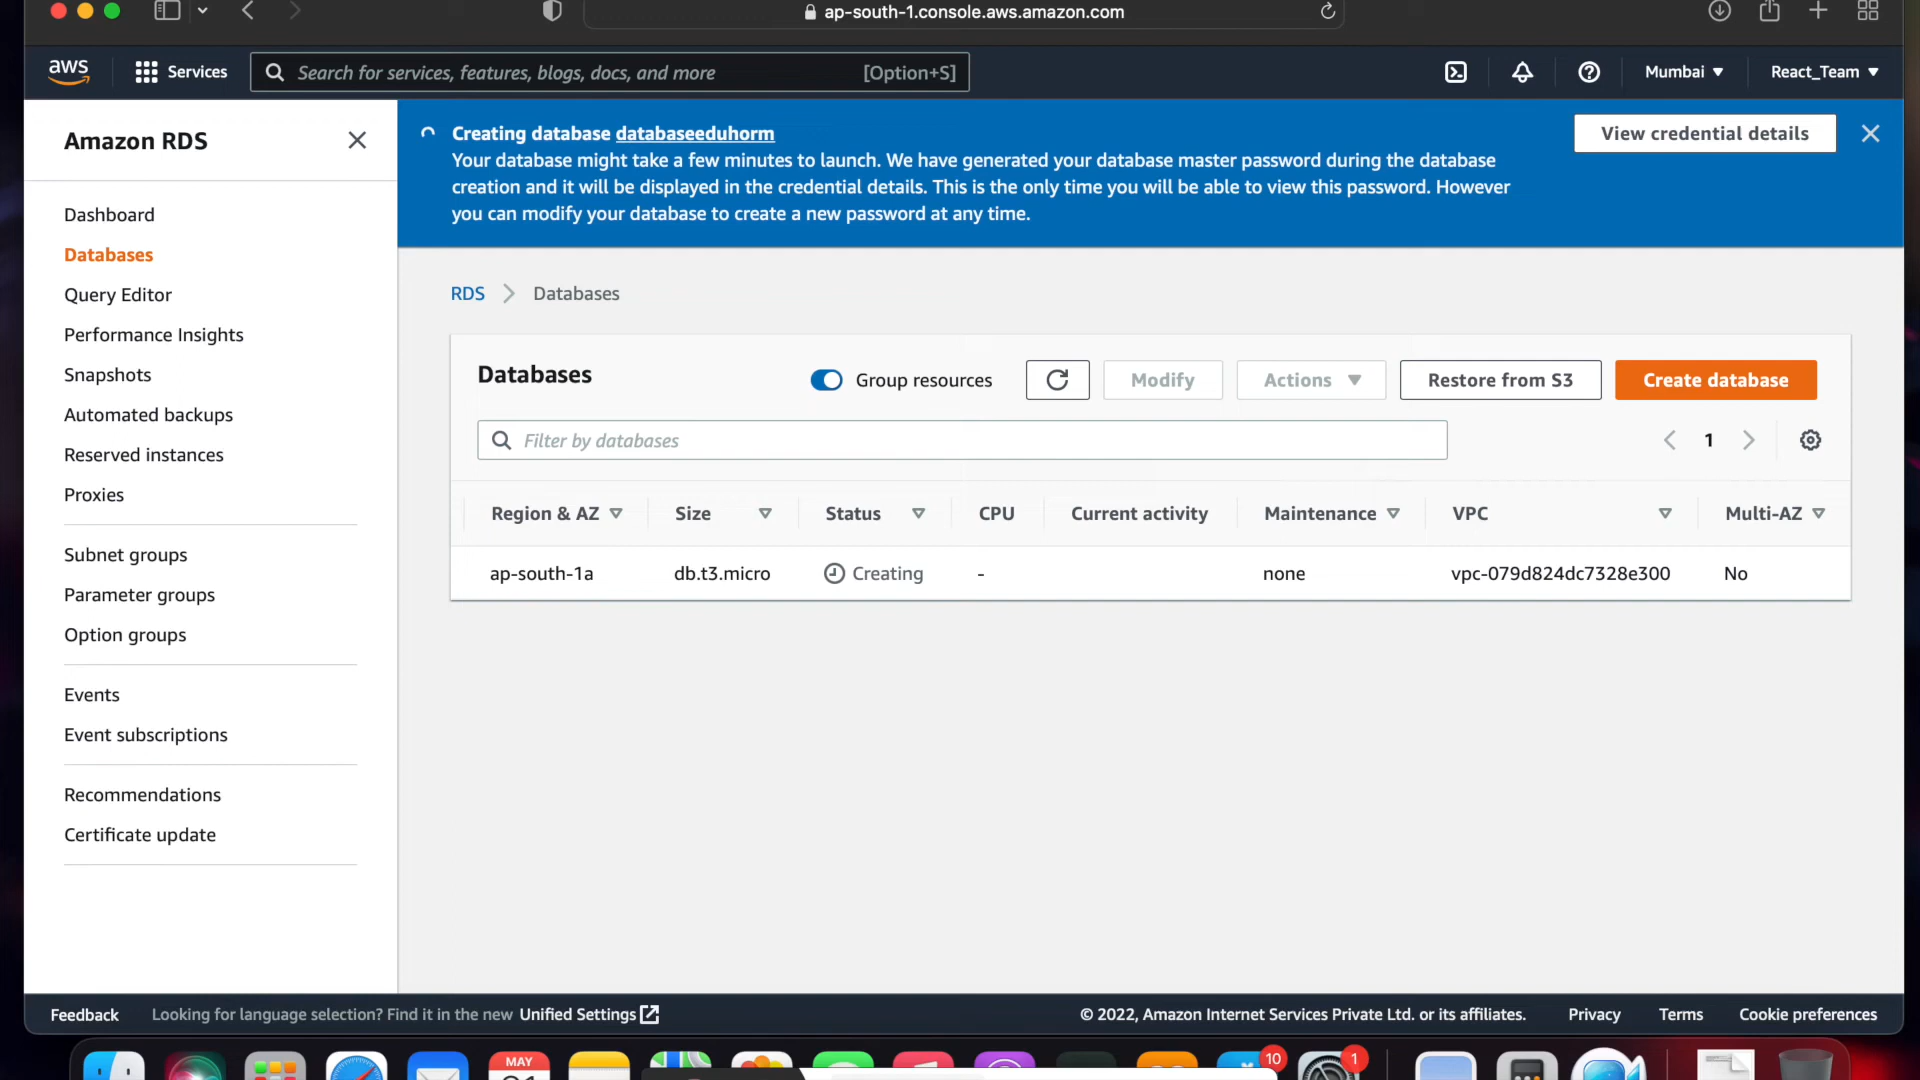 ap-south-1.console.aws.amazon.com
aws
Services
Search for services, features, blogs, docs, and more
[Option+S]
Mumbai
React_Team
Amazon RDS
Dashboard
Databases
Query Editor
Performance Insights
Snapshots
Automated backups
Reserved instances
Proxies
Subnet groups
Parameter groups
Option groups
Events
Event subscriptions
Recommendations
Certificate update
Creating database databaseeduhorm
Your database might take a few minutes to launch. We have generated your database master password during the database
creation and it will be displayed in the credential details. This is the only time you will be able to view this password. However
you can modify your database to create a new password at any time.
View credential details
RDS
Databases
Databases
Group resources
Modify
Actions
Restore from S3
Create database
Filter by databases
1
Region & AZ
Size
Status
CPU
Current activity
Maintenance
VPC
Multi-AZ
ap-south-1a
db.t3.micro
Creating
-
none
vpc-079d824dc7328e300
No
Feedback
Looking for language selection? Find it in the new Unified Settings
© 2022, Amazon Internet Services Private Ltd. or its affiliates.
Privacy
Terms
Cookie preferences
MAY
10
1